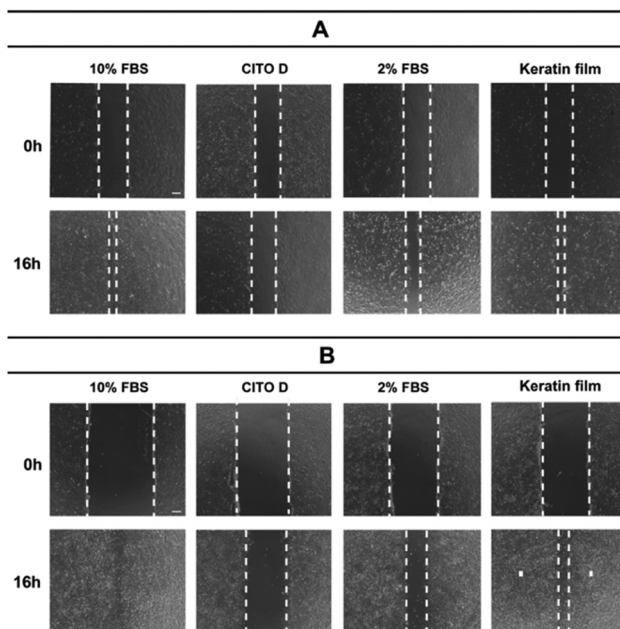 A
10% FBS CITO D 2% FBS Keratin film
0h
16h
B
10% FBS CITO D 2% FBS Keratin film
0h
16h